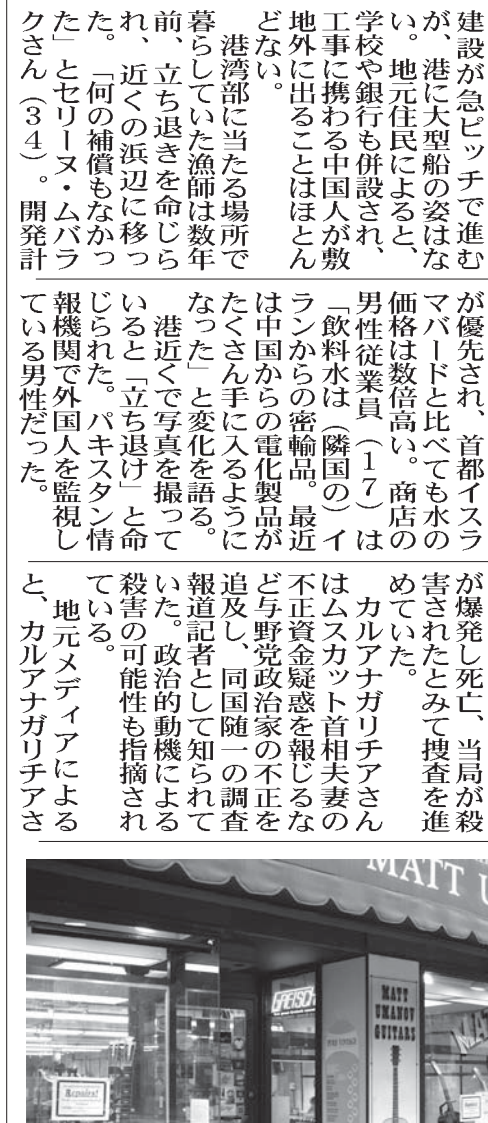 建設が急ピッチで進む
が、港に大型船の姿はな
い。地元住民によると、
学校や銀行も併設され、
工事に携わる中国人が敷
地外に出ることはほとん
どない。
港湾部に当たる場所で
暮らしていた漁師は数年
前、立ち退きを命じら
れ、近くの浜辺に移っ
た。「何の補償もなかっ
た」とセリーヌ・ムバラ
クさん（34）。開発計
が優先され、首都イスラ
マバードと比べても水の
価格は数倍高い。商店の
男性従業員（17）は
「飲料水は（隣国の）イ
ランからの密輸品。最近
は中国からの電化製品が
たくさん手に入るように
なった」と変化を語る。
港近くで写真を撮って
いると「立ち退け」と命
じられた。パキスタン情
報機関で外国人を監視し
ている男性だった。
が爆発し死亡、当局が殺
害されたとみて捜査を進
めていた。
カルアナガリチアさん
はムスカット首相夫妻の
不正資金疑惑を報じるな
ど与野党政治家の不正を
追及し、同国随一の調査
報道記者として知られて
いた。政治的動機による
殺害の可能性も指摘され
ている。
地元メディアによる
と、カルアナガリチアさ
MATT U
GRETSCH
MATT
UMANOV
GUITARS
Repulent!